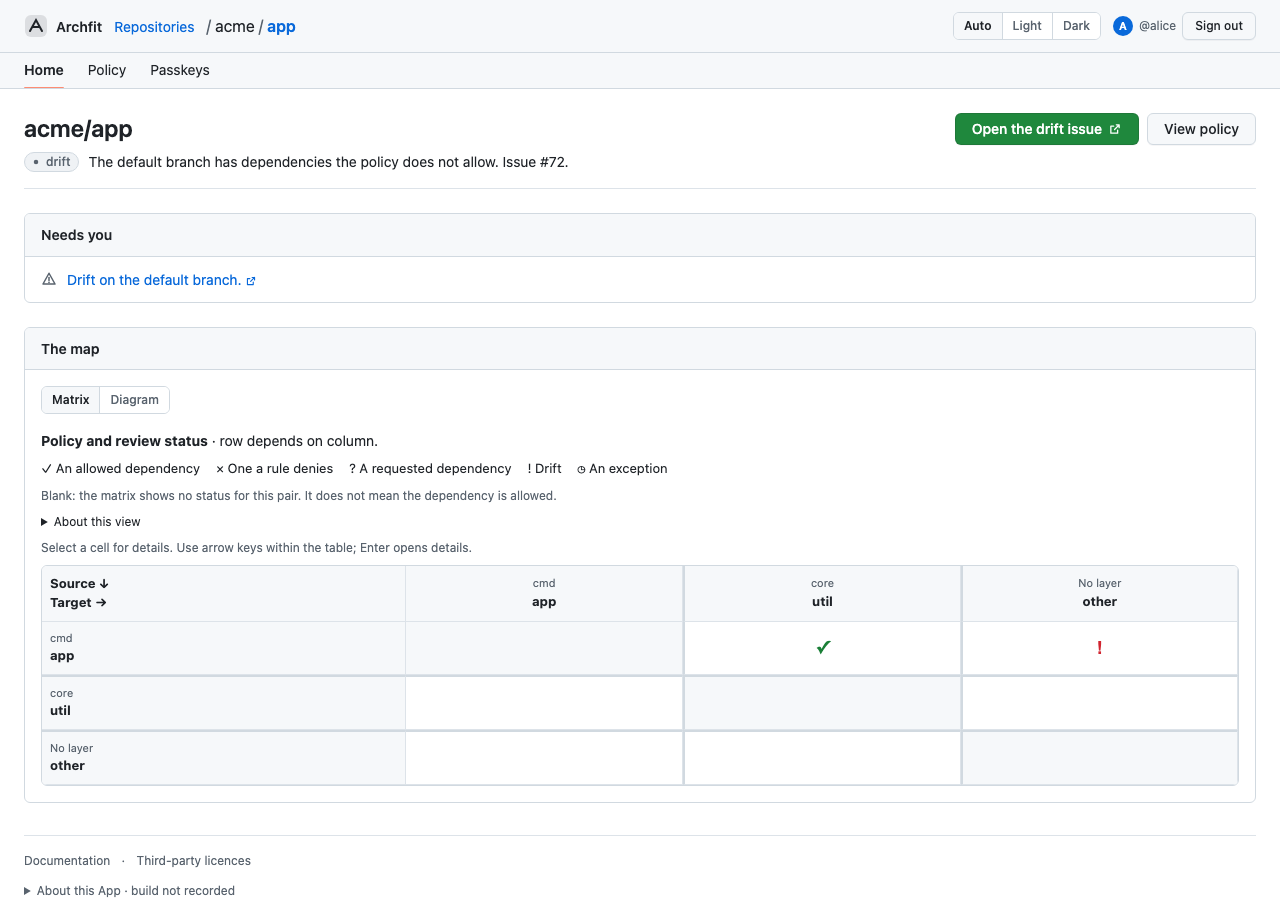 Archfit Repositories / acme / app
Auto Light Dark A @alice Sign out
Home Policy Passkeys
acme/app
Open the drift issue View policy
• drift The default branch has dependencies the policy does not allow. Issue #72.
Needs you
Drift on the default branch.
The map
Matrix Diagram
Policy and review status · row depends on column.
✓ An allowed dependency × One a rule denies ? A requested dependency ! Drift ◷ An exception
Blank: the matrix shows no status for this pair. It does not mean the dependency is allowed.
▶ About this view
Select a cell for details. Use arrow keys within the table; Enter opens details.
Source ↓
Target →
cmd
app
core
util
No layer
other
cmd
app
✓ !
core
util
No layer
other
Documentation · Third-party licences
▶ About this App · build not recorded